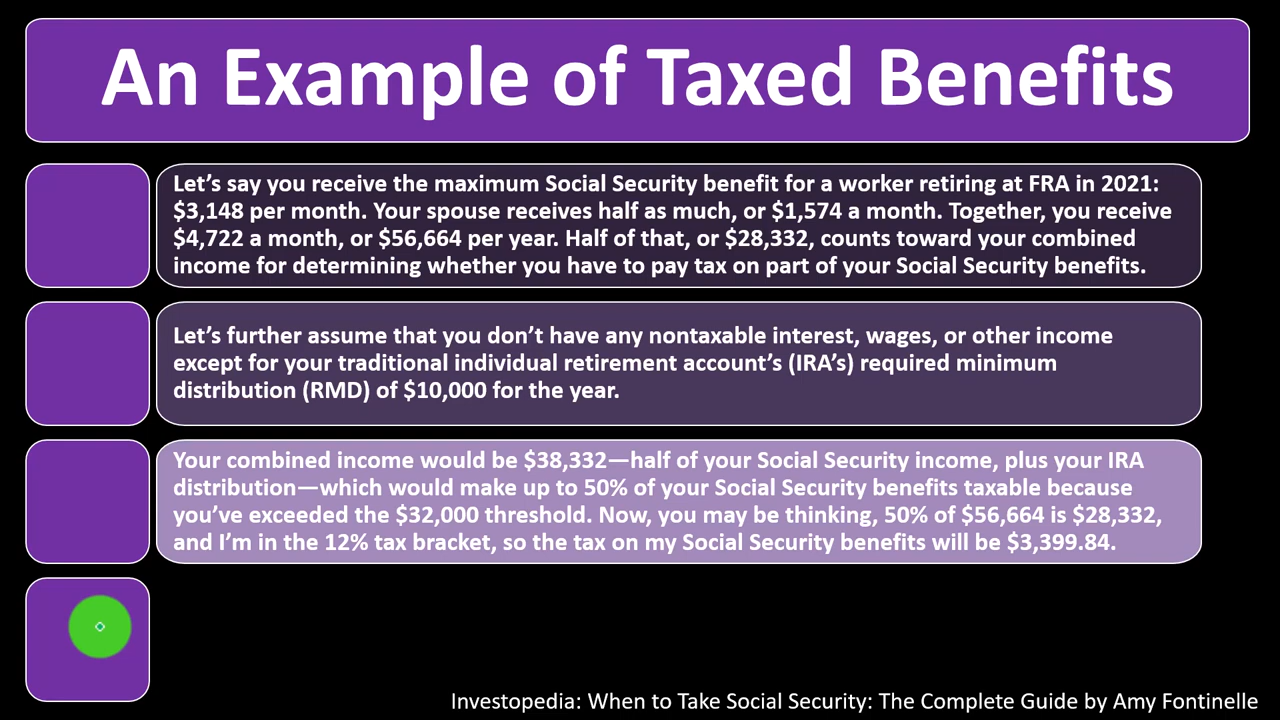 An Example of Taxed Benefits
Let’s say you receive the maximum Social Security benefit for a worker retiring at FRA in 2021:
$3,148 per month. Your spouse receives half as much, or $1,574 a month. Together, you receive
$4,722 a month, or $56,664 per year. Half of that, or $28,332, counts toward your combined
income for determining whether you have to pay tax on part of your Social Security benefits.
Let’s further assume that you don’t have any nontaxable interest, wages, or other income
except for your traditional individual retirement account’s (IRA’s) required minimum
distribution (RMD) of $10,000 for the year.
Your combined income would be $38,332—half of your Social Security income, plus your IRA
distribution—which would make up to 50% of your Social Security benefits taxable because
you’ve exceeded the $32,000 threshold. Now, you may be thinking, 50% of $56,664 is $28,332,
and I’m in the 12% tax bracket, so the tax on my Social Security benefits will be $3,399.84.
Investopedia: When to Take Social Security: The Complete Guide by Amy Fontinelle